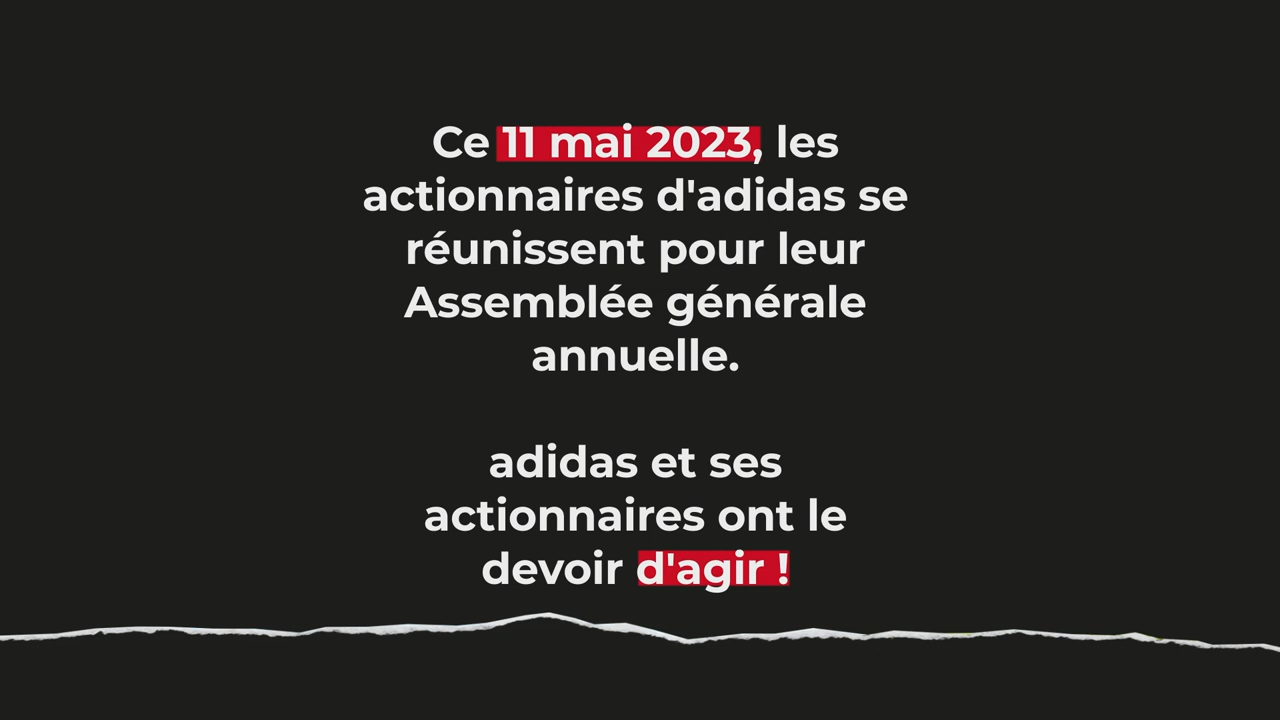 Ce 11 mai 2023, les
actionnaires d'adidas se
réunissent pour leur
Assemblée générale
annuelle.
adidas et ses
actionnaires ont le
devoir d'agir !